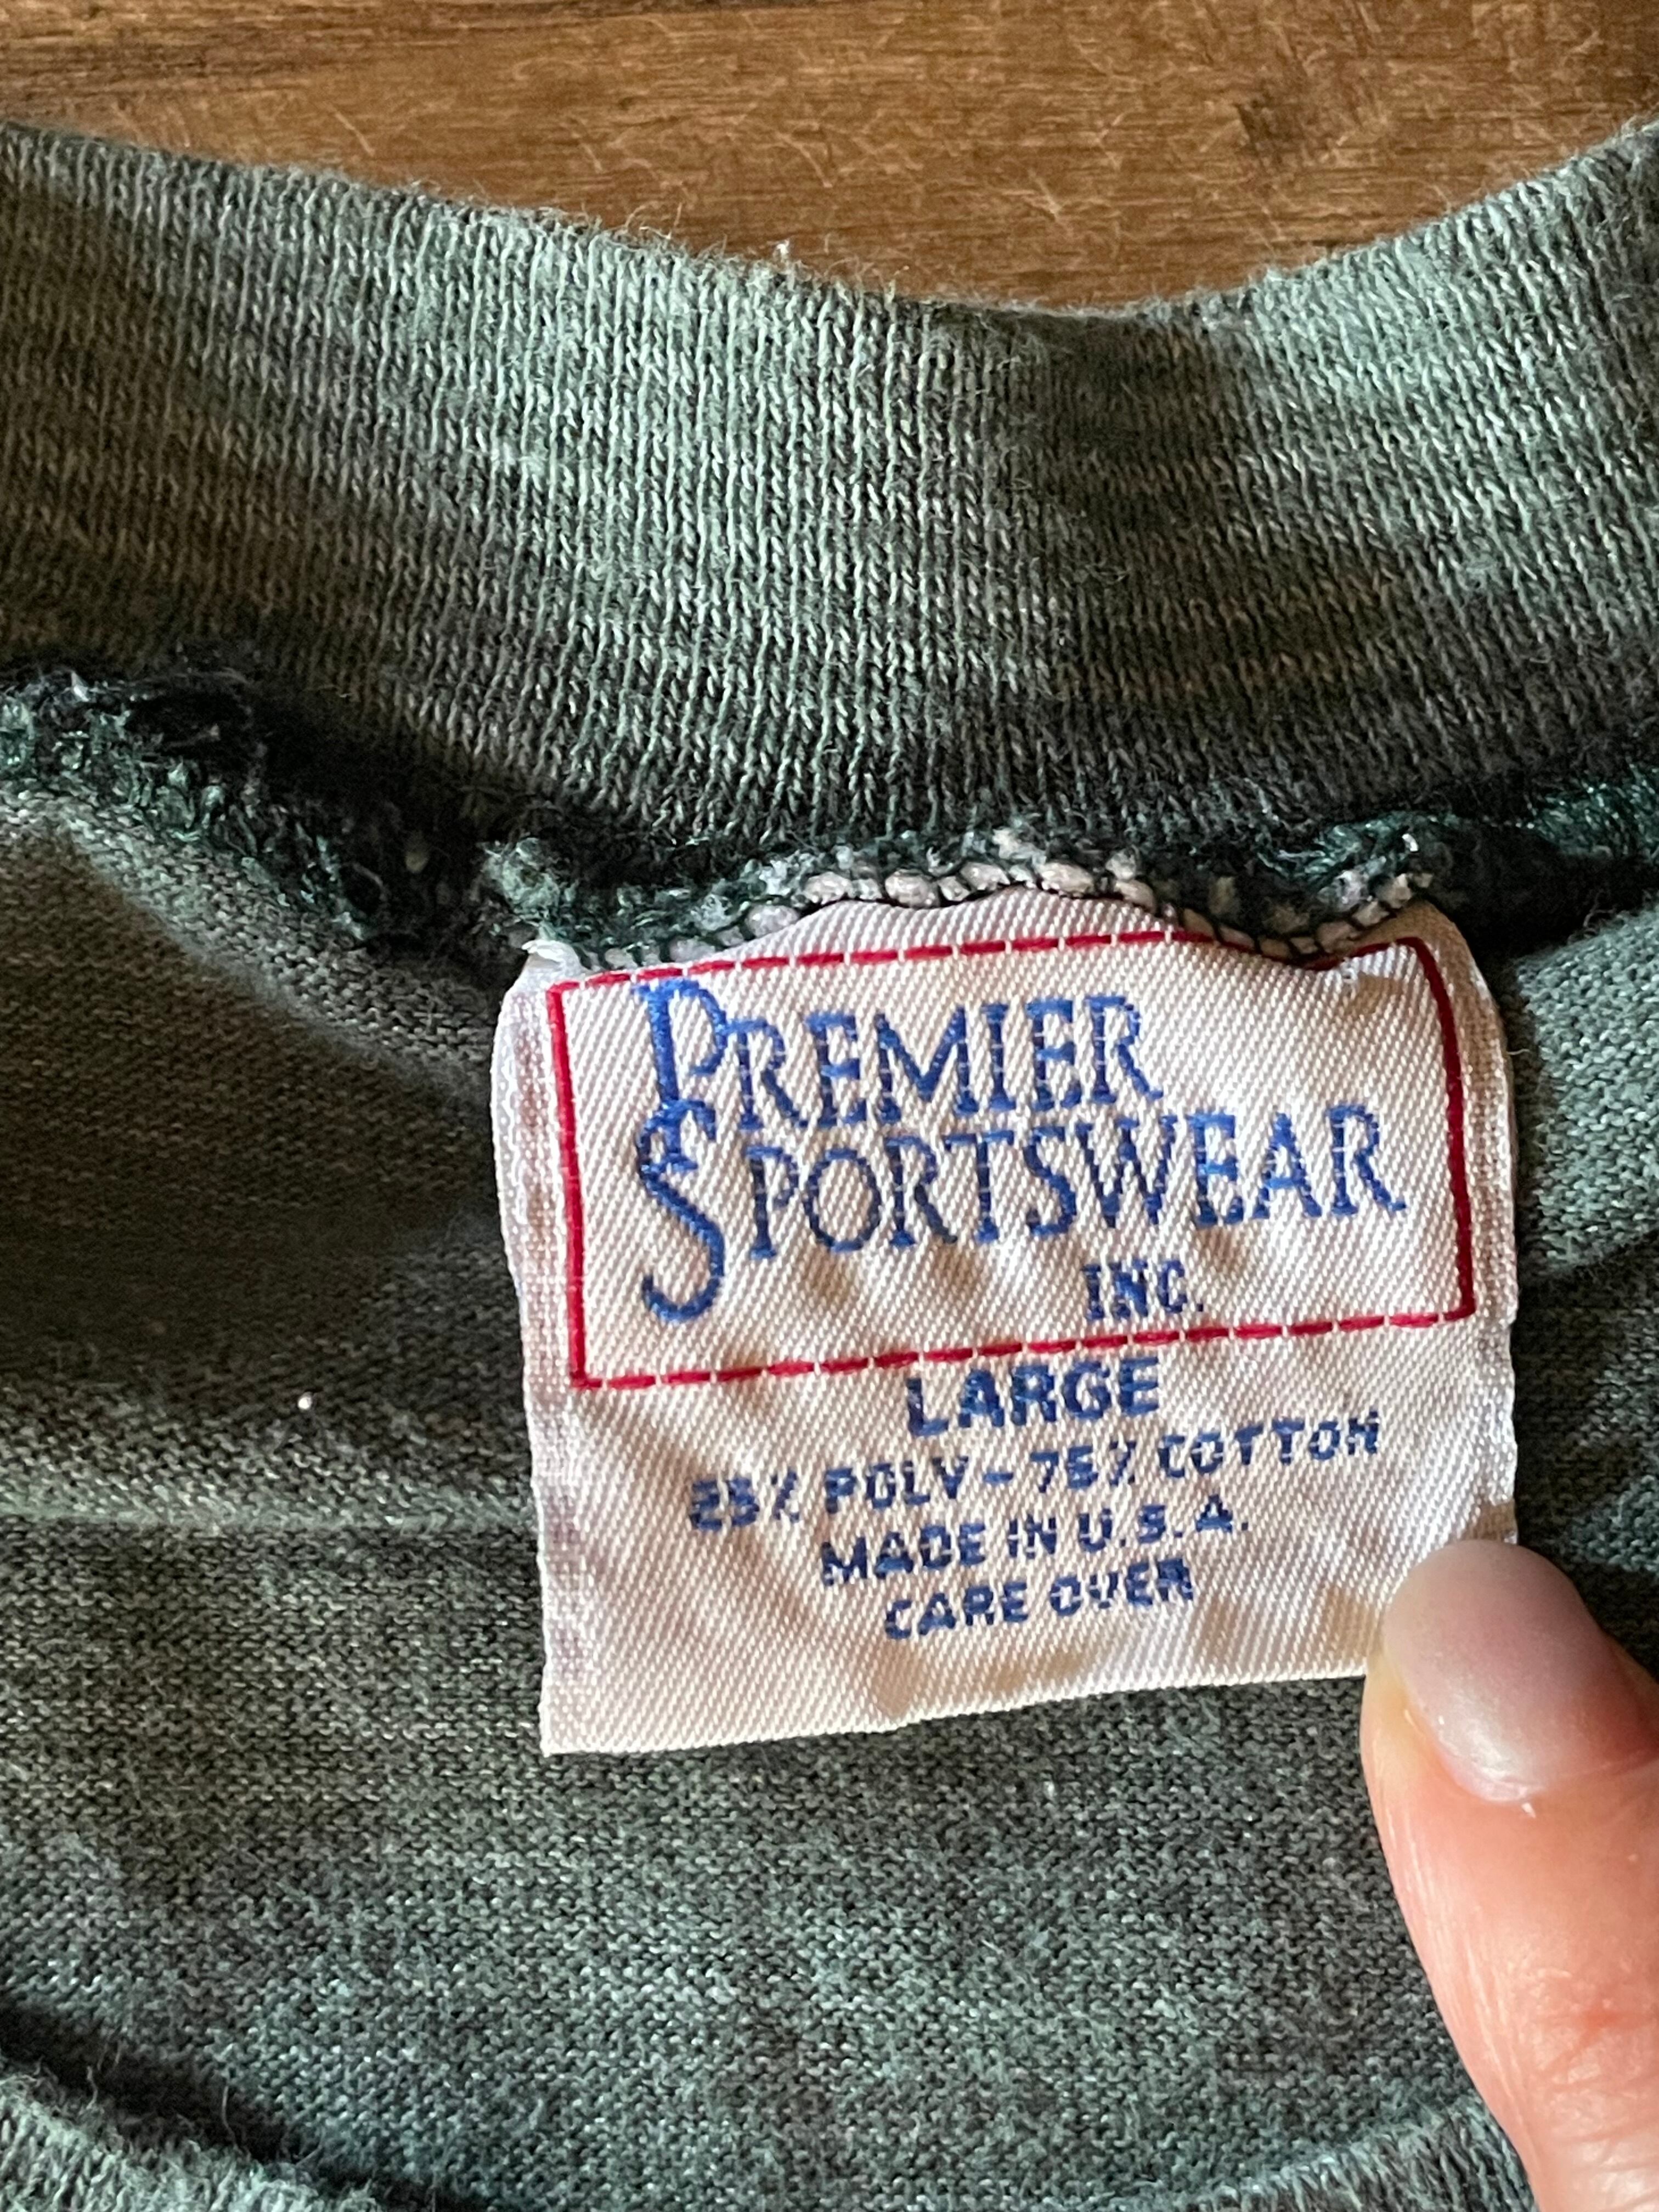 PREMIER
SPORTSWEAR
INC.
LARGE
25% POLY-75% COTTON
MADE IN U.S.A.
CARE OVER